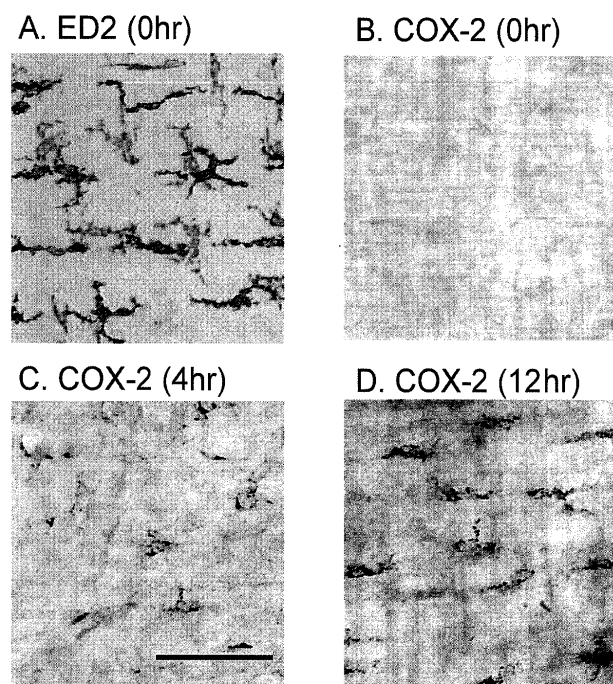 A. ED2 (0hr)
B. COX-2 (0hr)
C. COX-2 (4hr)
D. COX-2 (12hr)